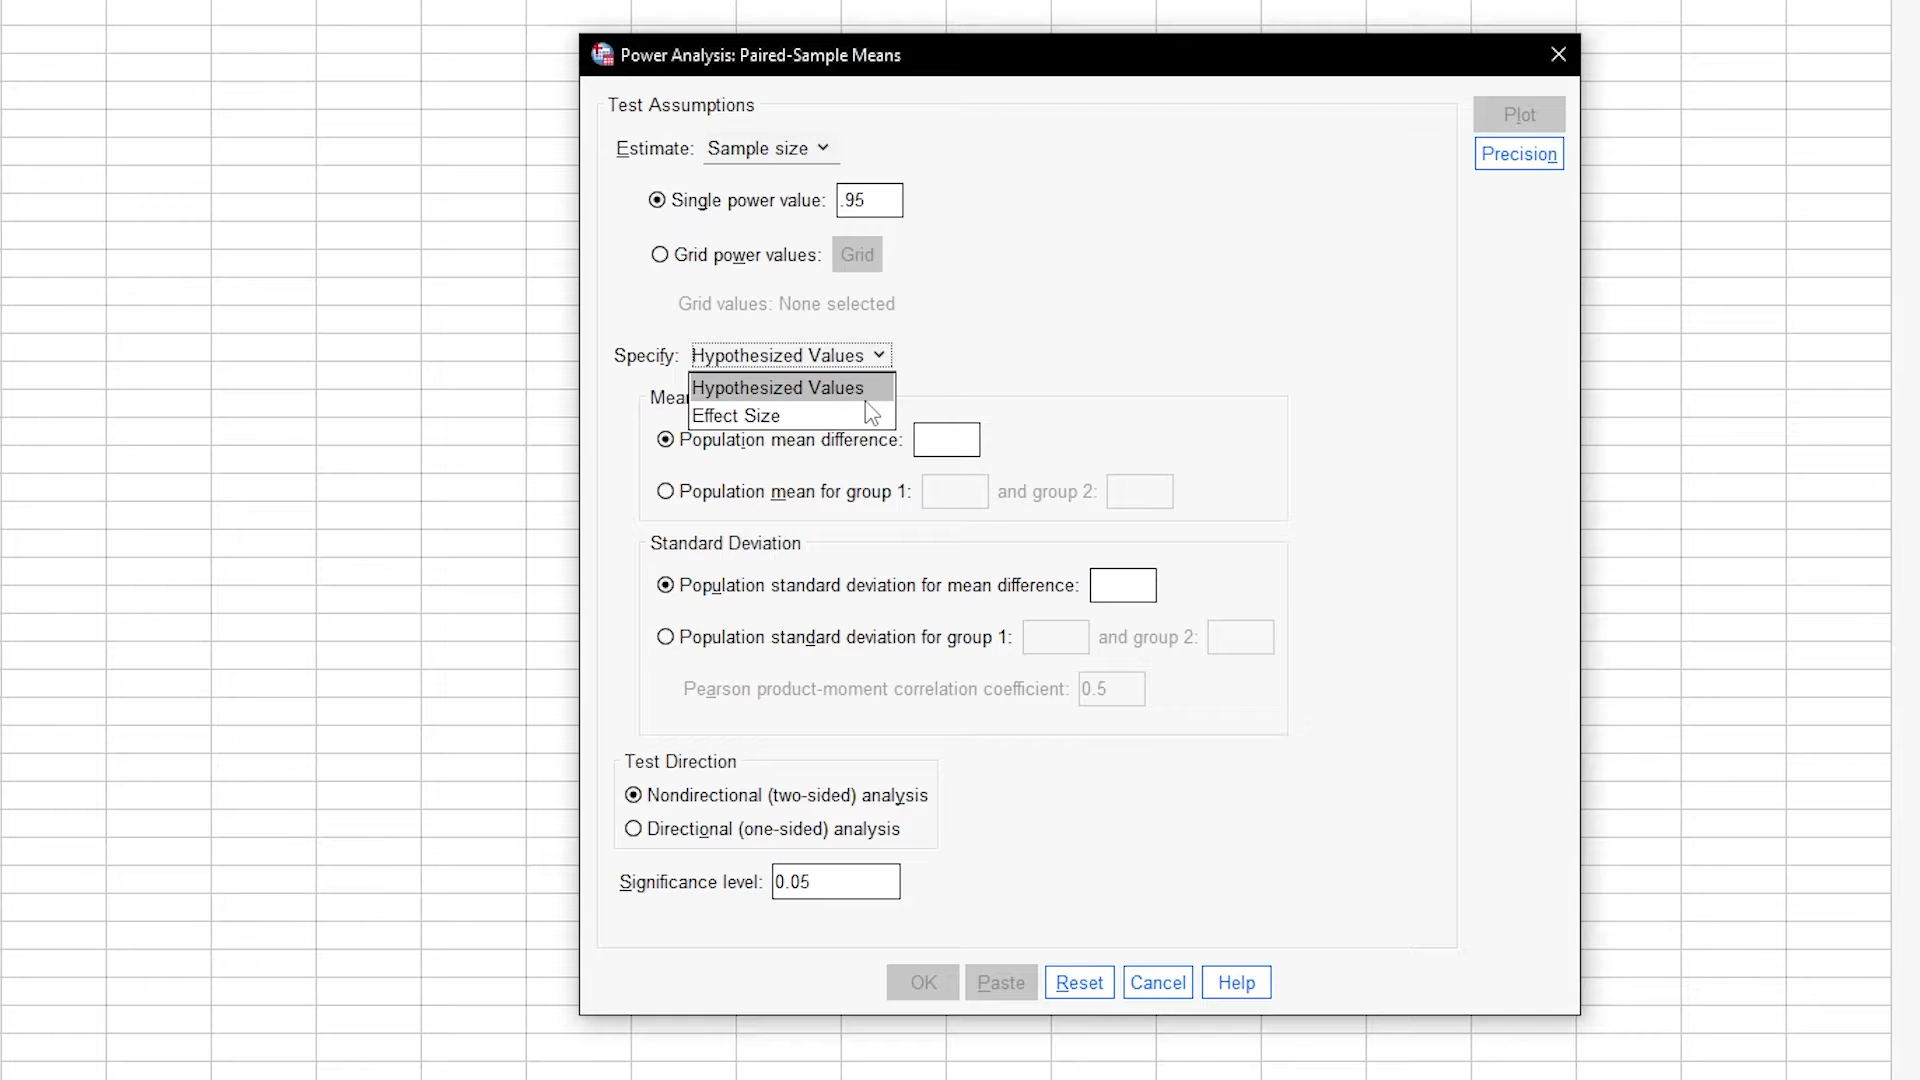 Power Analysis: Paired-Sample Means
Test Assumptions
Plot
Estimate: Sample size
Precision
Single power value: .95
Grid power values: Grid
Grid values: None selected
Specify: Hypothesized Values
Hypothesized Values
Effect Size
Population mean difference:
Population mean for group 1: and group 2:
Standard Deviation
Population standard deviation for mean difference:
Population standard deviation for group 1: and group 2:
Pearson product-moment correlation coefficient: 0.5
Test Direction
Nondirectional (two-sided) analysis
Directional (one-sided) analysis
Significance level: 0.05
OK Paste Reset Cancel Help